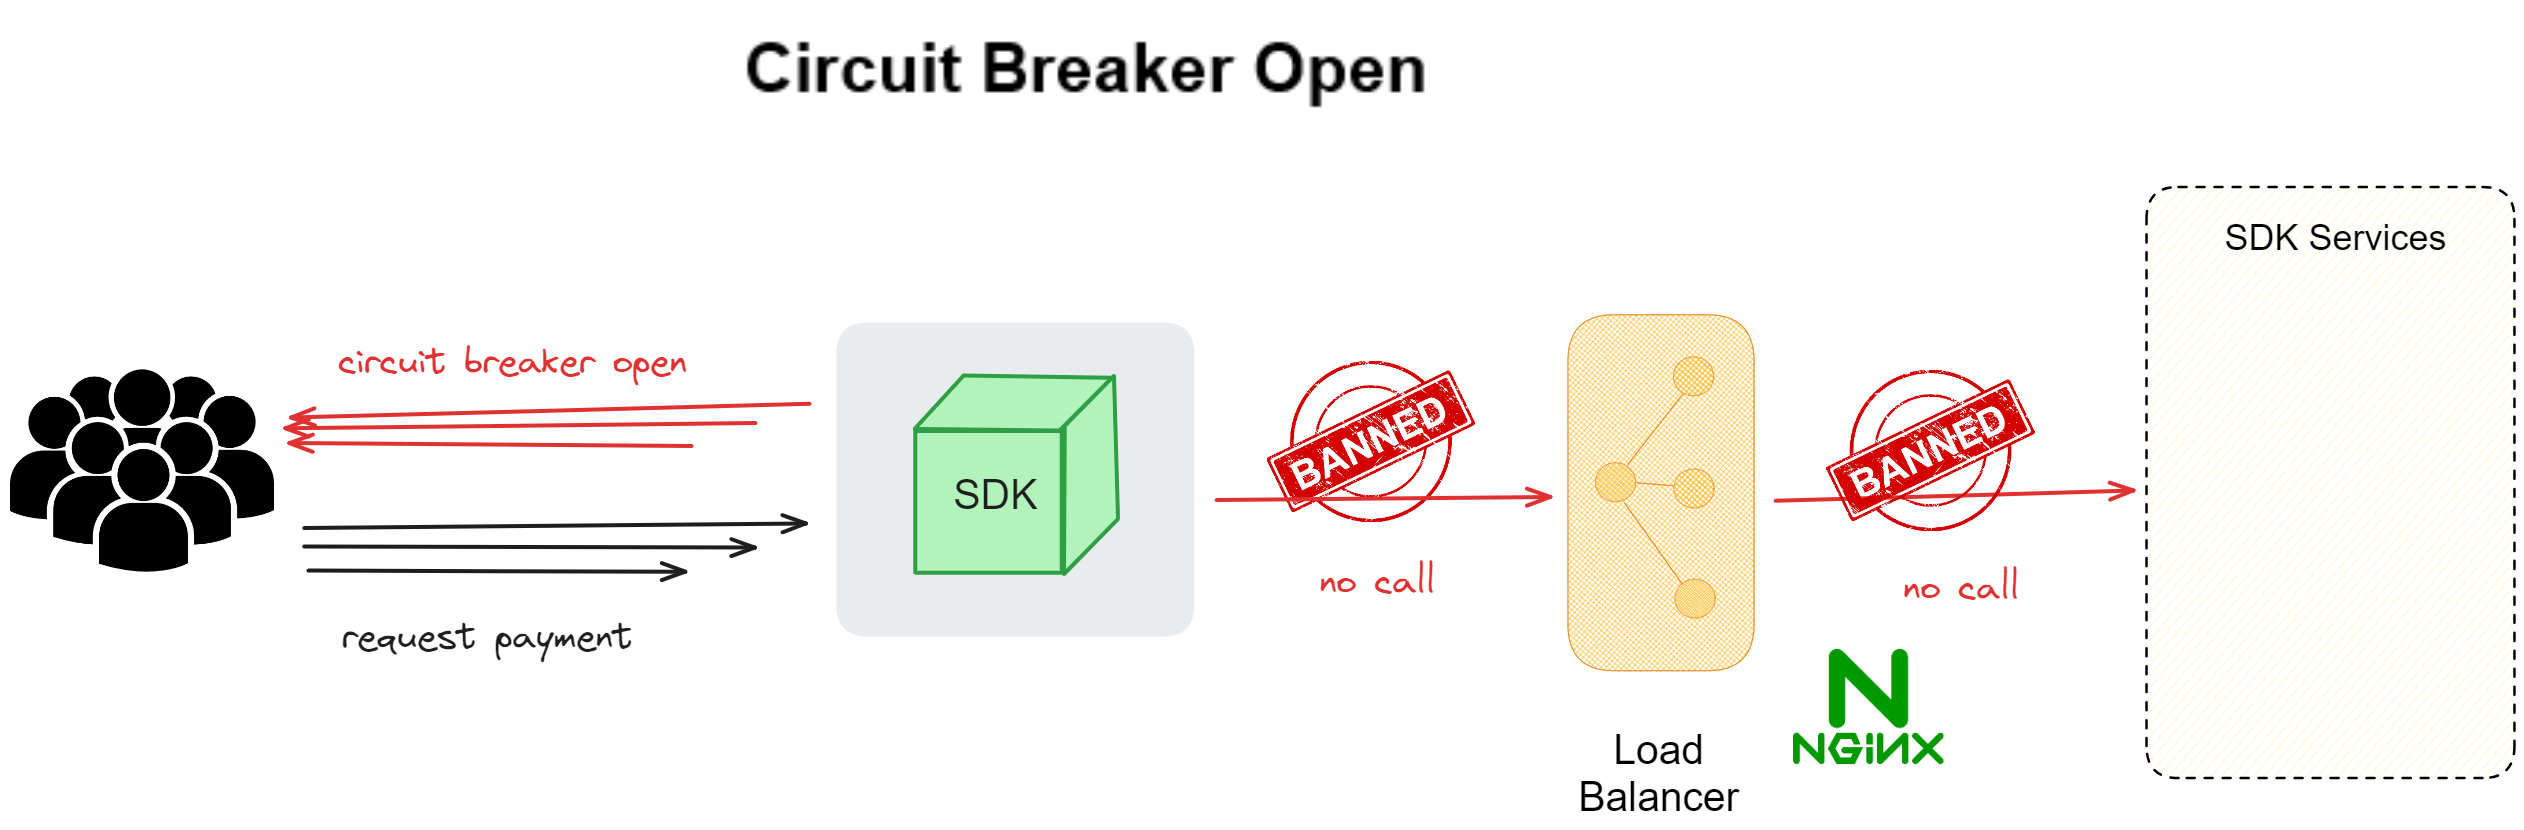 Circuit Breaker Open
SDK Services
circuit breaker open
BANNED
BANNED
SDK
no call
no call
request payment
NGiNX
Load
Balancer